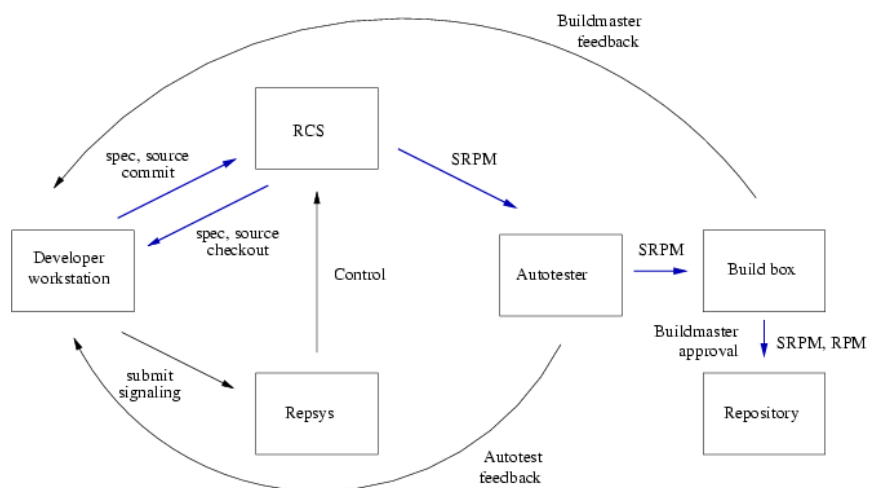 Buildmaster
feedback
RCS
spec, source
commit
SRPM
spec, source
checkout
Developer
workstation
Control
Autotester
SRPM
Build box
Buildmaster
approval
SRPM, RPM
submit
signaling
Repsys
Repository
Autotest
feedback